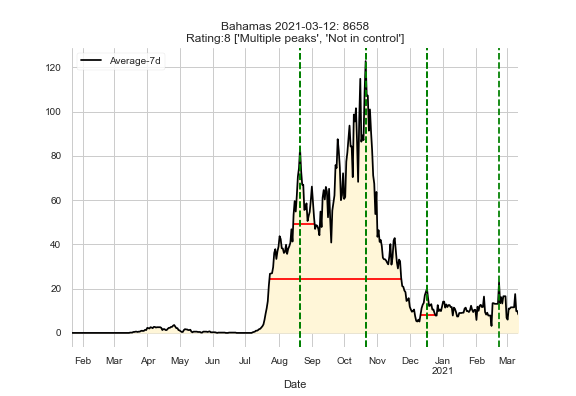 Bahamas 2021-03-12: 8658
Rating:8 ['Multiple peaks', 'Not in control']
Average-7d
120
100
80
60
40
20
0
Feb Mar Apr May Jun Jul Aug Sep Oct Nov Dec Jan Feb Mar
2021
Date